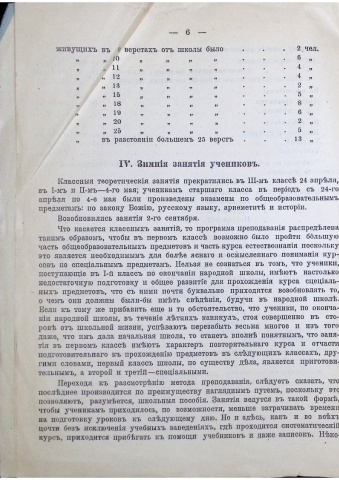 — 6 —
живущихъ въ 9 верстахъ отъ школы было . . . 2 чел.
„ „ 10 „ „ „ „ . . . 6 „
„ „ 11 „ „ „ „ . . . 4 „
„ „ 12 „ „ „ „ . . . 4 „
„ „ 13 „ „ „ „ . . . 2 „
„ „ 15 „ „ „ „ . . . 5 „
„ „ 18 „ „ „ „ . . . 8 „
„ „ 19 „ „ „ „ . . . 6 „
„ „ 20 „ „ „ „ . . . 2 „
„ „ 25 „ „ „ „ . . . 5 „
„ въ разстояніи большемъ 25 верстъ . . 13 „
IV. Зимнія занятія учениковъ.
Классныя теоретическія занятія прекратились въ III-мъ классѣ 24 апрѣля,
въ I-мъ и II-мъ—4-го мая; ученикамъ старшаго класса въ періодъ съ 24-го
апрѣля по 4-е мая были произведены экзамены по общеобразовательнымъ
предметамъ: по закону Божію, русскому языку, ариѳметикѣ и исторіи.
Возобновились занятія 2-го сентября.
Что касается классныхъ занятій, то программа преподаванія распредѣлена
такимъ образомъ, чтобы въ первомъ классѣ возможно было пройти бо́льшую
часть общеобразовательныхъ предметовъ и часть курса естествознанія поскольку
это является необходимымъ для болѣе яснаго и осмысленнаго пониманія кур-
совъ по спеціальнымъ предметамъ. Нельзя не сознаться въ томъ, что ученики,
поступающіе въ I-й классъ по окончаніи народной школы, имѣютъ настолько
недостаточную подготовку и общее развитіе для прохожденія курса спеціаль-
ныхъ предметовъ, что съ ними почти буквально приходится возобновлять то,
о чемъ они должны были-бы имѣть свѣдѣнія, будучи въ народной школѣ.
Если къ тому же прибавить еще и то обстоятельство, что ученики, по окон-
чаніи народной школы, въ теченіе лѣтнихъ вакацій, стоя совершенно въ сто-
ронѣ отъ школьной жизни, успѣваютъ перезабыть весьма многое и изъ того
даже, что имъ дала начальная школа, то станетъ вполнѣ понятнымъ, что заня-
тія въ первомъ классѣ имѣютъ характеръ повторительнаго курса и отчасти
подготовительнаго къ прохожденію предметовъ въ слѣдующихъ классахъ, дру-
гими словами, первый классъ школы, по существу дѣла, является приготови-
тельнымъ, а второй и третій—спеціальными.
Переходя къ разсмотрѣнію метода преподаванія, слѣдуетъ сказать, что
послѣднее производится по преимуществу нагляднымъ путемъ, поскольку это
позволяютъ, разумѣется, школьныя пособія. Занятія ведутся въ такой формѣ,
чтобы ученикамъ приходилось, по возможности, меньше затрачивать времени
на подготовку уроковъ къ слѣдующему дню. Но и здѣсь, какъ и во всѣхъ
почти безъ исключенія учебныхъ заведеніяхъ, гдѣ проходится систематическій
курсъ, приходится прибѣгать къ помощи учебниковъ и даже записокъ. Нѣко-